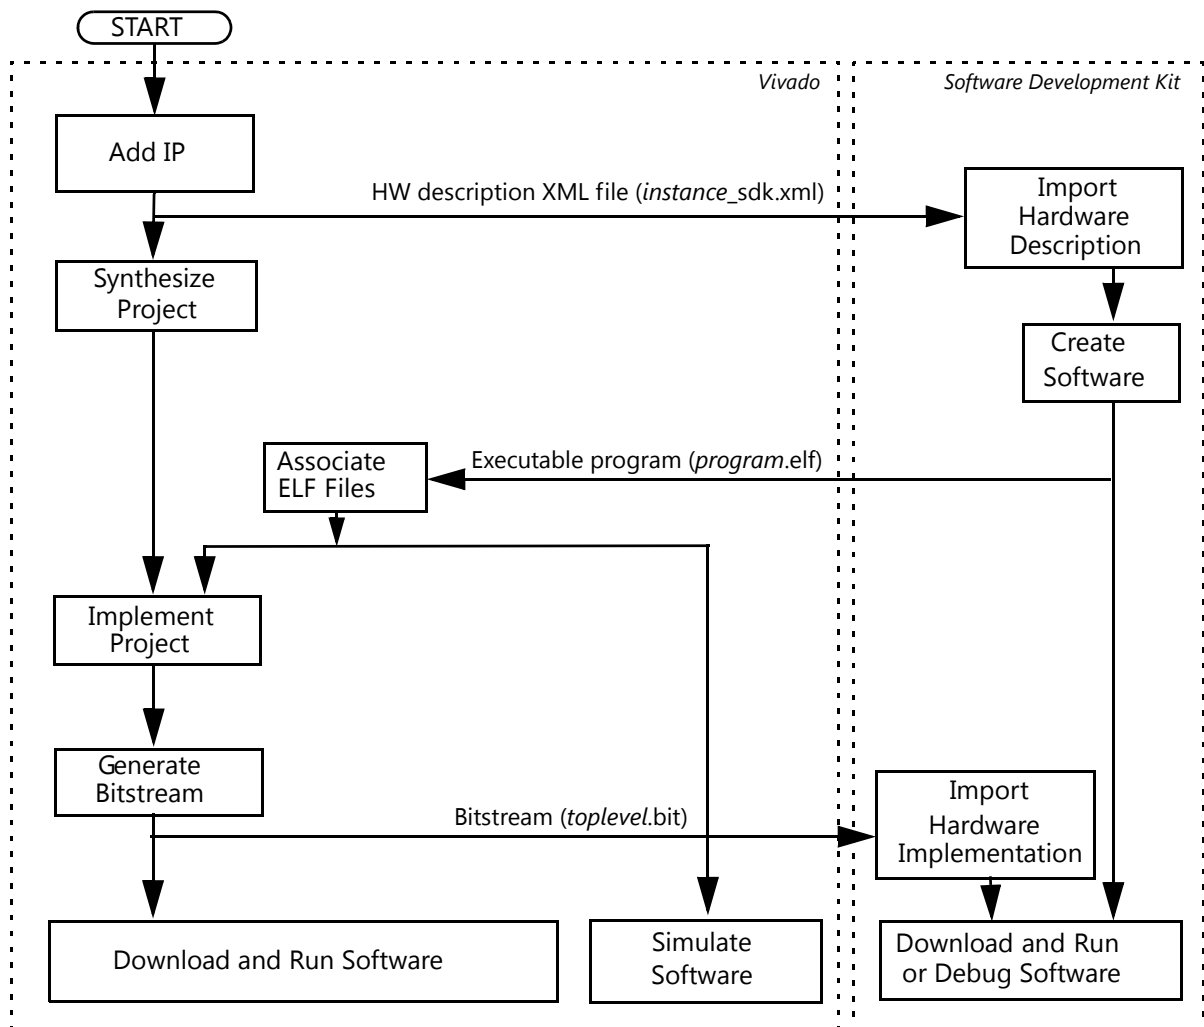 START
Vivado
Software Development Kit
Add IP
HW description XML file (instance_sdk.xml)
Import
Hardware
Description
Synthesize
Project
Create
Software
Associate
ELF Files
Executable program (program.elf)
Implement
Project
Generate
Bitstream
Bitstream (toplevel.bit)
Import
Hardware
Implementation
Download and Run Software
Simulate
Software
Download and Run
or Debug Software